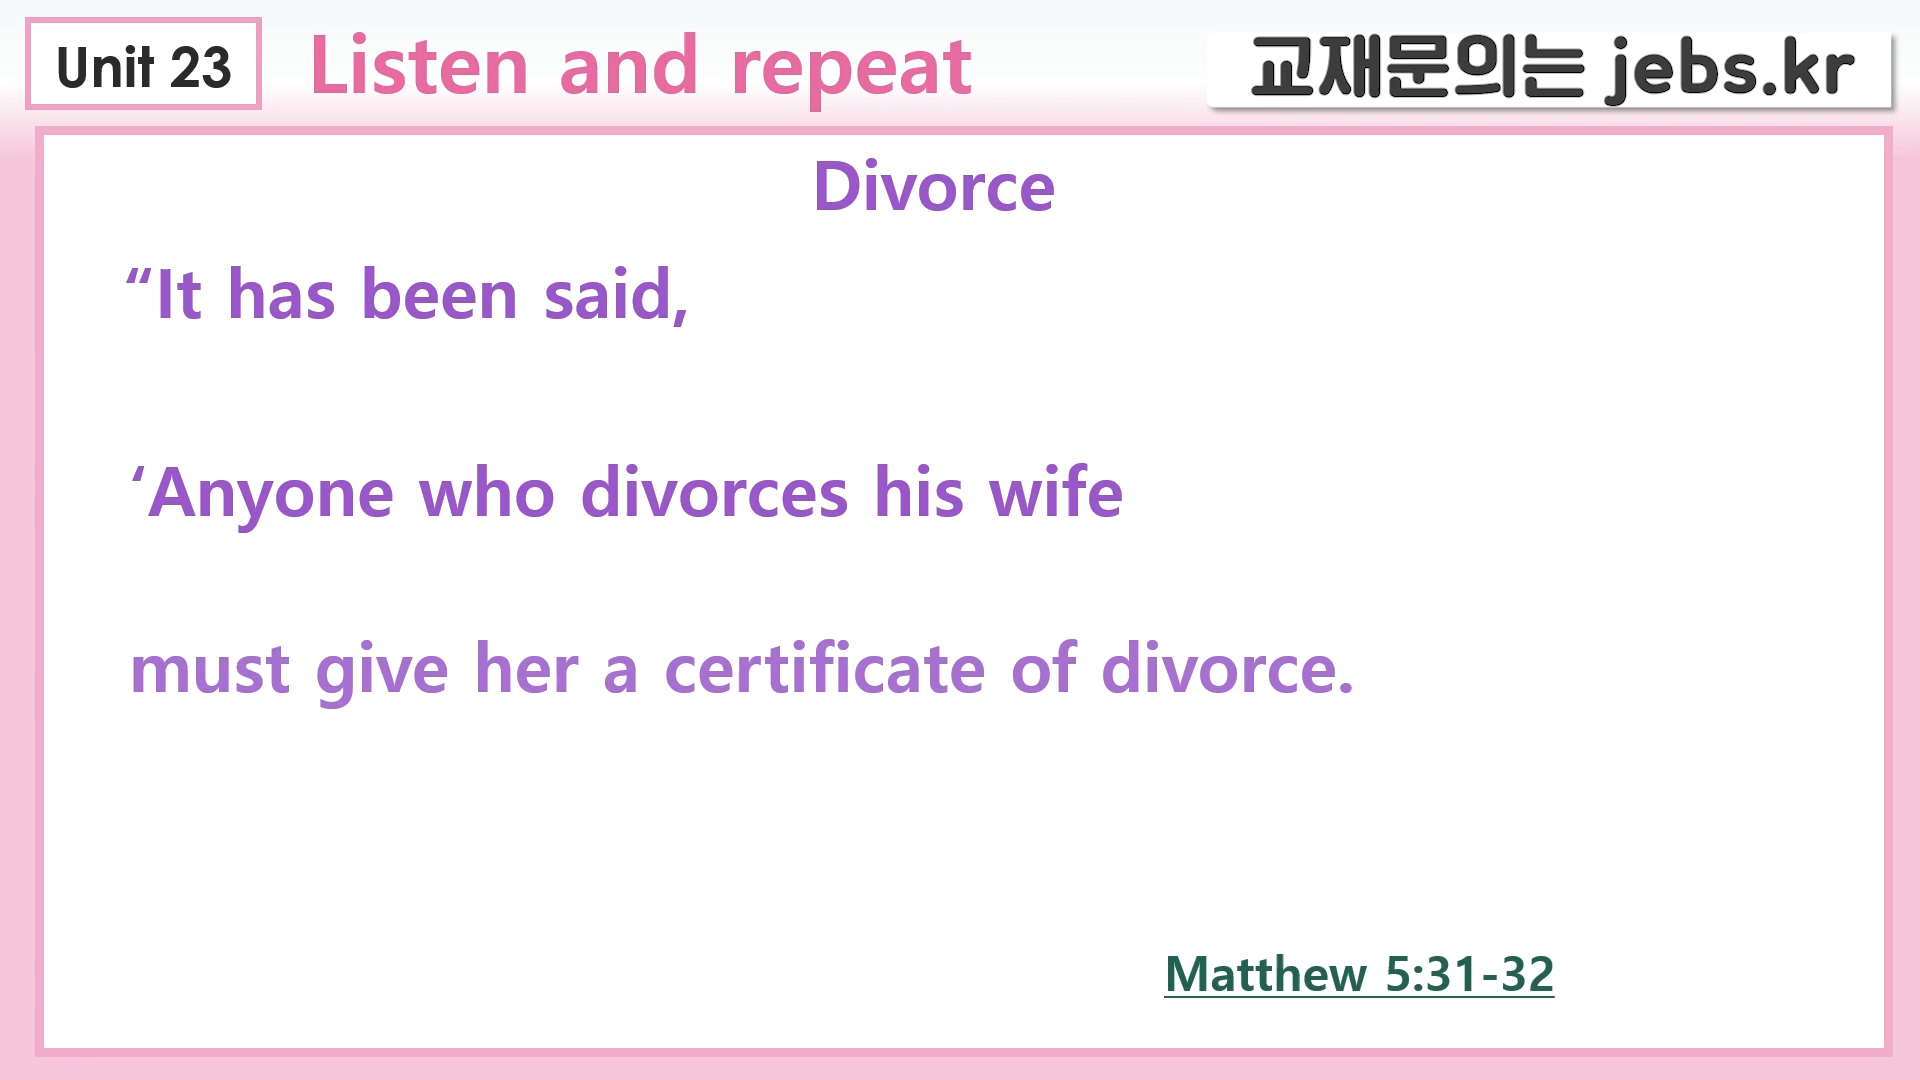 Unit 23
Listen and repeat
교재문의는 jebs.kr
Divorce
“It has been said,
‘Anyone who divorces his wife
must give her a certificate of divorce.
Matthew 5:31-32